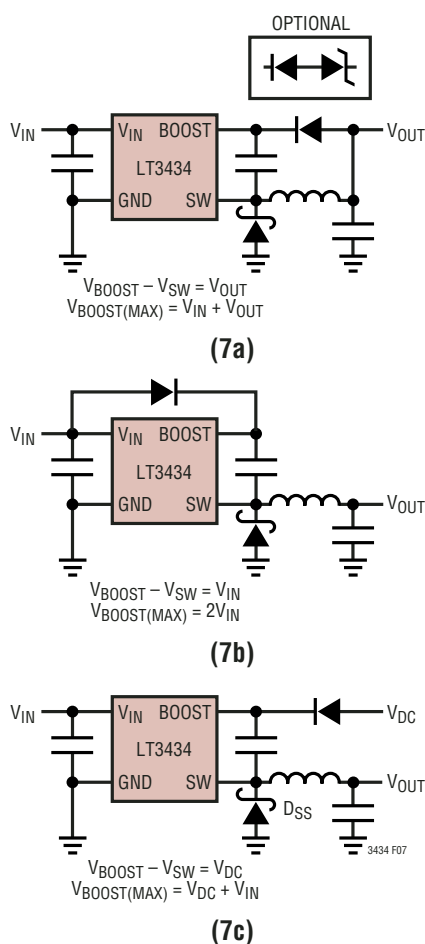 OPTIONAL
VIN VIN BOOST VOUT
LT3434
GND SW
VBOOST – VSW = VOUT
VBOOST(MAX) = VIN + VOUT
(7a)
VIN VIN BOOST
LT3434
GND SW VOUT
VBOOST – VSW = VIN
VBOOST(MAX) = 2VIN
(7b)
VIN VIN BOOST VDC
LT3434
GND SW VOUT
DSS
3434 F07
VBOOST – VSW = VDC
VBOOST(MAX) = VDC + VIN
(7c)